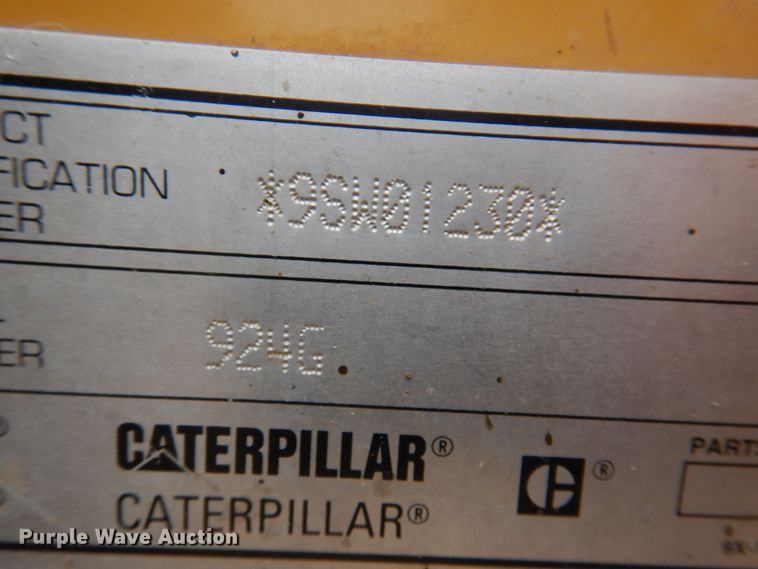 CT
FICATION
ER
*9SW01230*
ER
924G
CATERPILLAR®
CATERPILLAR®
®
PARTS
Purple Wave Auction